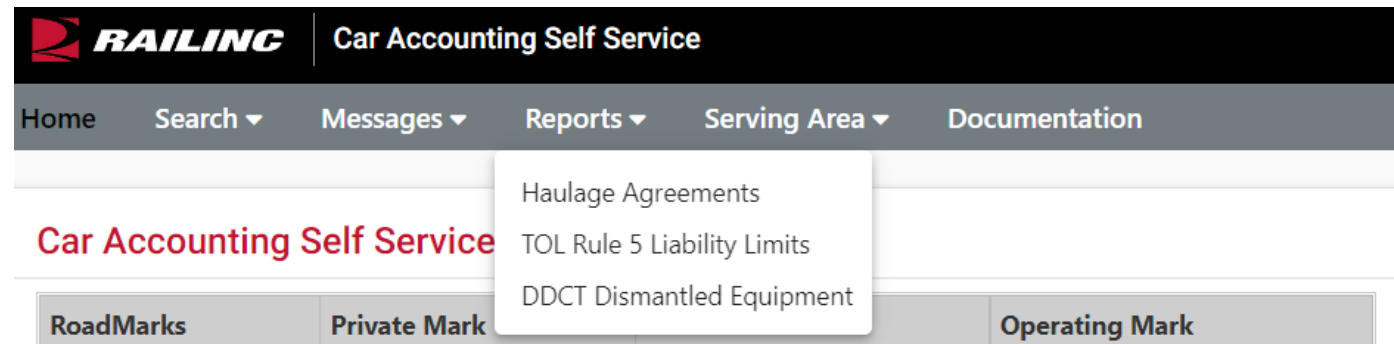 RAILINC Car Accounting Self Service
Home Search Messages Reports Serving Area Documentation
Haulage Agreements
Car Accounting Self Service
TOL Rule 5 Liability Limits
DDCT Dismantled Equipment
RoadMarks Private Mark Operating Mark